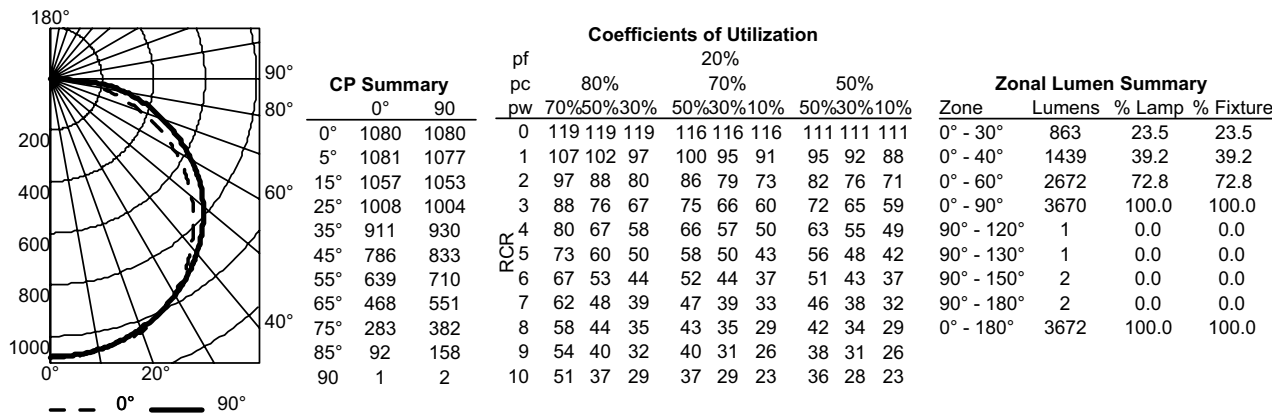 180°
90°
80°
60°
40°
200
400
600
800
1000
0°
20°
0°
90°
CP Summary
0° 90
0° 1080 1080
5° 1081 1077
15° 1057 1053
25° 1008 1004
35° 911 930
45° 786 833
55° 639 710
65° 468 551
75° 283 382
85° 92 158
90 1 2
Coefficients of Utilization
pf 20%
pc 80% 70% 50%
pw 70%50%30% 50%30%10% 50%30%10%
RCR
0 119 119 119 116 116 116 111 111 111
1 107 102 97 100 95 91 95 92 88
2 97 88 80 86 79 73 82 76 71
3 88 76 67 75 66 60 72 65 59
4 80 67 58 66 57 50 63 55 49
5 73 60 50 58 50 43 56 48 42
6 67 53 44 52 44 37 51 43 37
7 62 48 39 47 39 33 46 38 32
8 58 44 35 43 35 29 42 34 29
9 54 40 32 40 31 26 38 31 26
10 51 37 29 37 29 23 36 28 23
Zonal Lumen Summary
Zone Lumens % Lamp % Fixture
0° - 30° 863 23.5 23.5
0° - 40° 1439 39.2 39.2
0° - 60° 2672 72.8 72.8
0° - 90° 3670 100.0 100.0
90° - 120° 1 0.0 0.0
90° - 130° 1 0.0 0.0
90° - 150° 2 0.0 0.0
90° - 180° 2 0.0 0.0
0° - 180° 3672 100.0 100.0